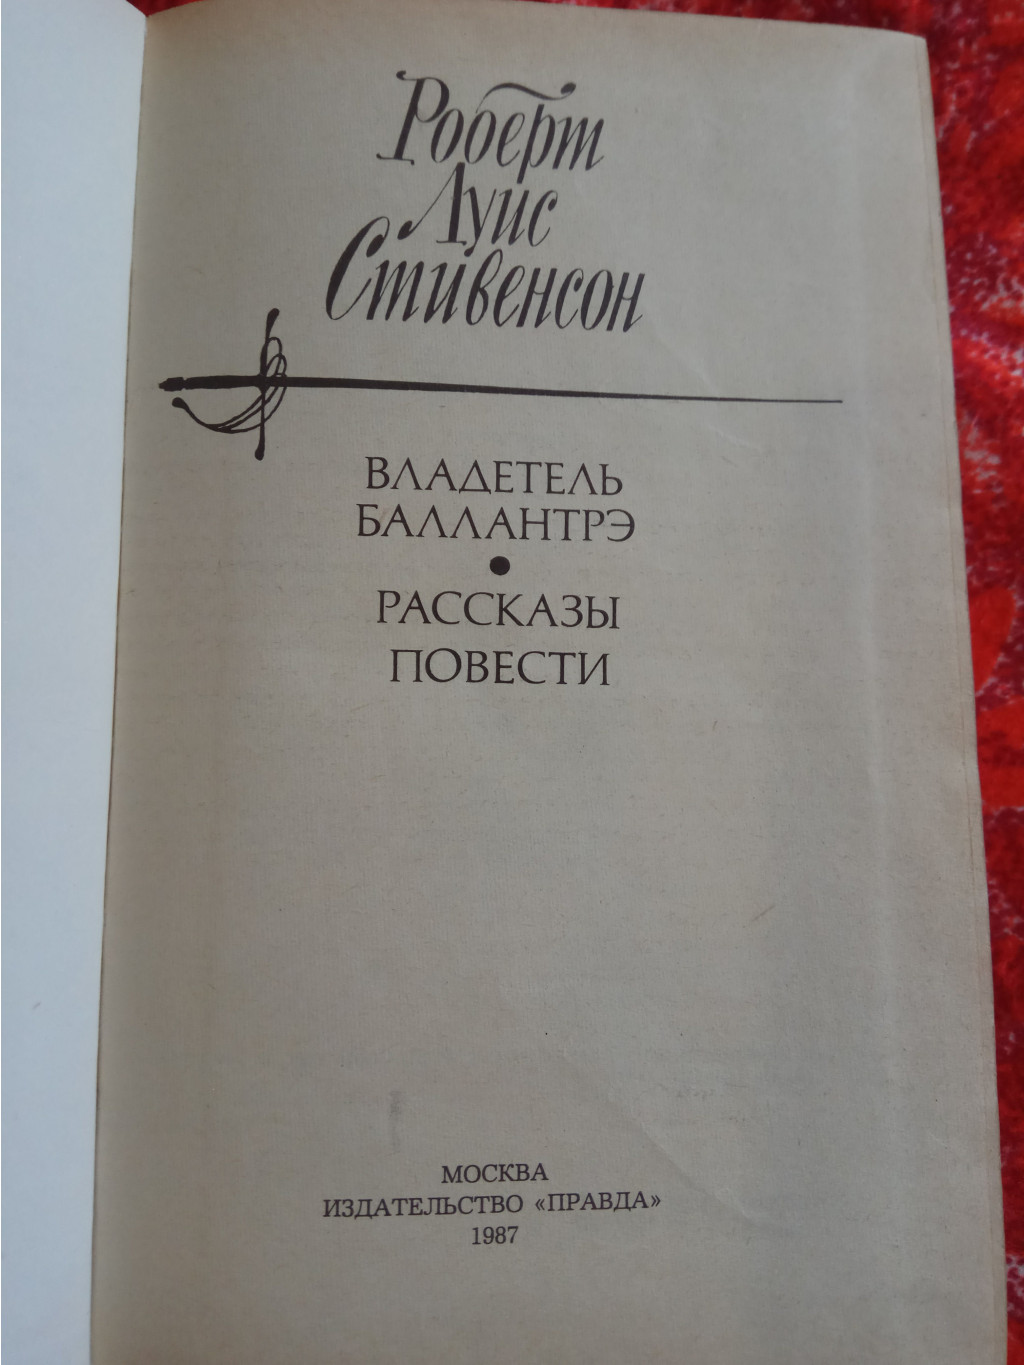 Роберт
Луис
Стивенсон
ВЛАДЕТЕЛЬ
БАЛЛАНТРЭ
•
РАССКАЗЫ
ПОВЕСТИ
МОСКВА
ИЗДАТЕЛЬСТВО «ПРАВДА»
1987